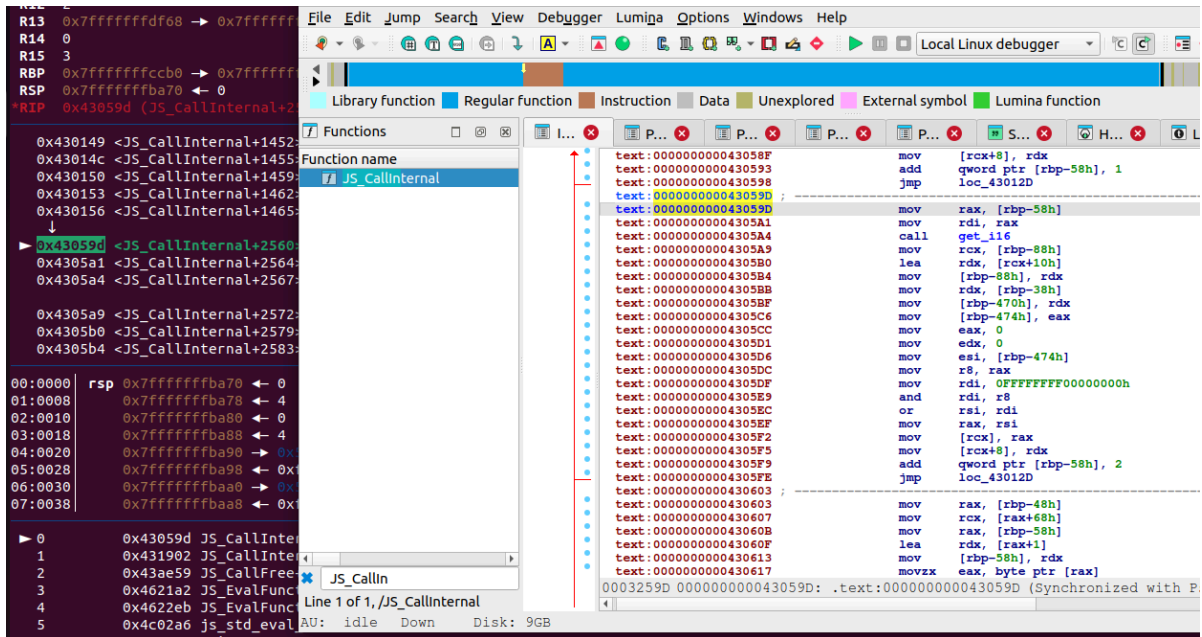 R12 2
R13 0x7fffffffdf68 —▸ 0x7fffffff
R14 0
R15 3
RBP 0x7fffffffccb0 —▸ 0x7fffffff
RSP 0x7fffffffba70 ◂— 0
*RIP 0x43059d (JS_CallInternal+25
0x430149 <JS_CallInternal+1452>
0x43014c <JS_CallInternal+1455>
0x430150 <JS_CallInternal+1459>
0x430153 <JS_CallInternal+1462>
0x430156 <JS_CallInternal+1465>
↓
► 0x43059d <JS_CallInternal+2560>
0x4305a1 <JS_CallInternal+2564>
0x4305a4 <JS_CallInternal+2567>
0x4305a9 <JS_CallInternal+2572>
0x4305b0 <JS_CallInternal+2579>
0x4305b4 <JS_CallInternal+2583>
00:0000│ rsp 0x7fffffffba70 ◂— 0
01:0008│ 0x7fffffffba78 ◂— 4
02:0010│ 0x7fffffffba80 ◂— 0
03:0018│ 0x7fffffffba88 ◂— 4
04:0020│ 0x7fffffffba90 —▸
05:0028│ 0x7fffffffba98 ◂— 0xf
06:0030│ 0x7fffffffbaa0 —▸
07:0038│ 0x7fffffffbaa8 ◂— 0xf
► 0 0x43059d JS_CallInter
1 0x431902 JS_CallInter
2 0x43ae59 JS_CallFree
3 0x4621a2 JS_EvalFunct
4 0x4622eb JS_EvalFunct
5 0x4c02a6 js_std_eval_
File Edit Jump Search View Debugger Lumina Options Windows Help
Local Linux debugger
Library function Regular function Instruction Data Unexplored External symbol Lumina function
Functions
Function name
JS_CallInternal
JS_CallIn
Line 1 of 1, /JS_CallInternal
AU: idle Down Disk: 9GB
I... P... P... P... P... S... H... L
text:000000000043058F mov [rcx+8], rdx
text:0000000000430593 add qword ptr [rbp-58h], 1
text:0000000000430598 jmp loc_43012D
text:000000000043059D ; ---------------------------------------------------------------------------
text:000000000043059D mov rax, [rbp-58h]
text:00000000004305A1 mov rdi, rax
text:00000000004305A4 call get_i16
text:00000000004305A9 mov rcx, [rbp-88h]
text:00000000004305B0 lea rdx, [rcx+10h]
text:00000000004305B4 mov [rbp-88h], rdx
text:00000000004305BB mov rdx, [rbp-38h]
text:00000000004305BF mov [rbp-470h], rdx
text:00000000004305C6 mov [rbp-474h], eax
text:00000000004305CC mov eax, 0
text:00000000004305D1 mov edx, 0
text:00000000004305D6 mov esi, [rbp-474h]
text:00000000004305DC mov r8, rax
text:00000000004305DF mov rdi, 0FFFFFFFF00000000h
text:00000000004305E9 and rdi, r8
text:00000000004305EC or rsi, rdi
text:00000000004305EF mov rax, rsi
text:00000000004305F2 mov [rcx], rax
text:00000000004305F5 mov [rcx+8], rdx
text:00000000004305F9 add qword ptr [rbp-58h], 2
text:00000000004305FE jmp loc_43012D
text:0000000000430603 ; ---------------------------------------------------------------------------
text:0000000000430603 mov rax, [rbp-48h]
text:0000000000430607 mov rcx, [rax+68h]
text:000000000043060B mov rax, [rbp-58h]
text:000000000043060F lea rdx, [rax+1]
text:0000000000430613 mov [rbp-58h], rdx
text:0000000000430617 movzx eax, byte ptr [rax]
0003259D 000000000043059D: .text:000000000043059D (Synchronized with P